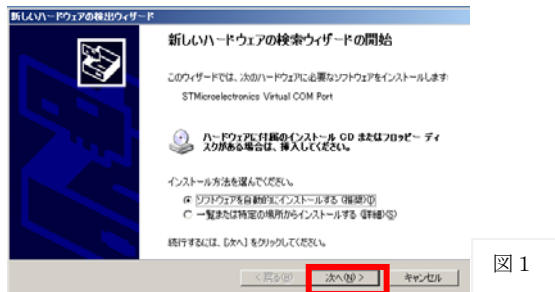 新しいハードウェアの検出ウィザード
新しいハードウェアの検索ウィザードの開始
このウィザードでは、次のハードウェアに必要なソフトウェアをインストールします:
STMicroelectronics Virtual COM Port
ハードウェアに付属のインストール CD またはフロッピー ディ
スクがある場合は、挿入してください。
インストール方法を選んでください。
ソフトウェアを自動的にインストールする (推奨)(I)
一覧または特定の場所からインストールする (詳細)(S)
続行するには、[次へ] をクリックしてください。
< 戻る(B)
次へ(N) >
キャンセル
図 1